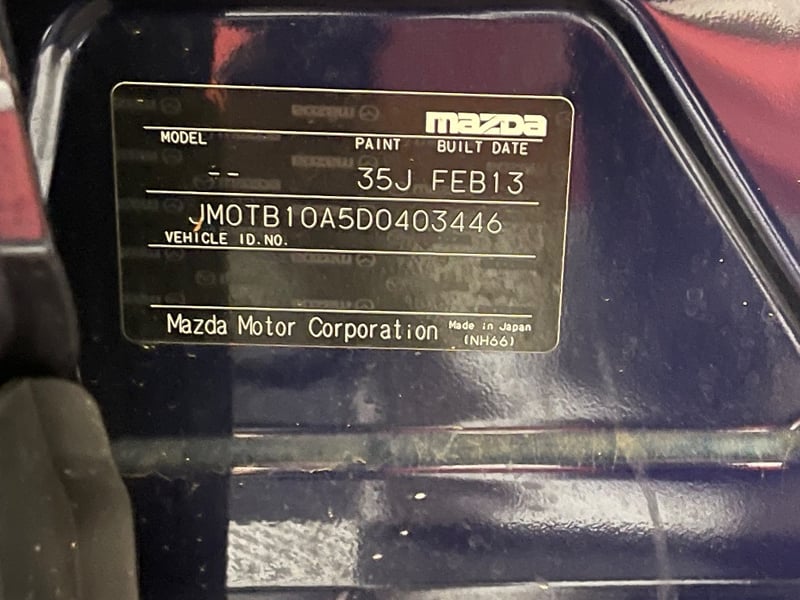 mazda
MODEL PAINT BUILT DATE
-- 35J FEB13
JM0TB10A5D0403446
VEHICLE ID.NO.
Mazda Motor Corporation Made in Japan
(NH66)